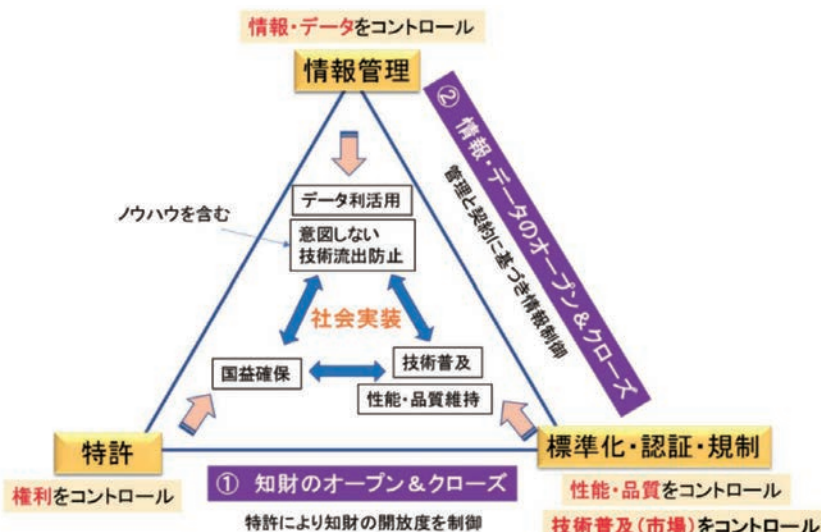 情報・データをコントロール
情報管理
② 情報・データのオープン&クローズ
管理と契約に基づき情報制御
データ利活用
ノウハウを含む
意図しない
技術流出防止
社会実装
国益確保
技術普及
性能・品質維持
特許
標準化・認証・規制
権利をコントロール
① 知財のオープン&クローズ
性能・品質をコントロール
特許により知財の開放度を制御
技術普及(市場)をコントロール